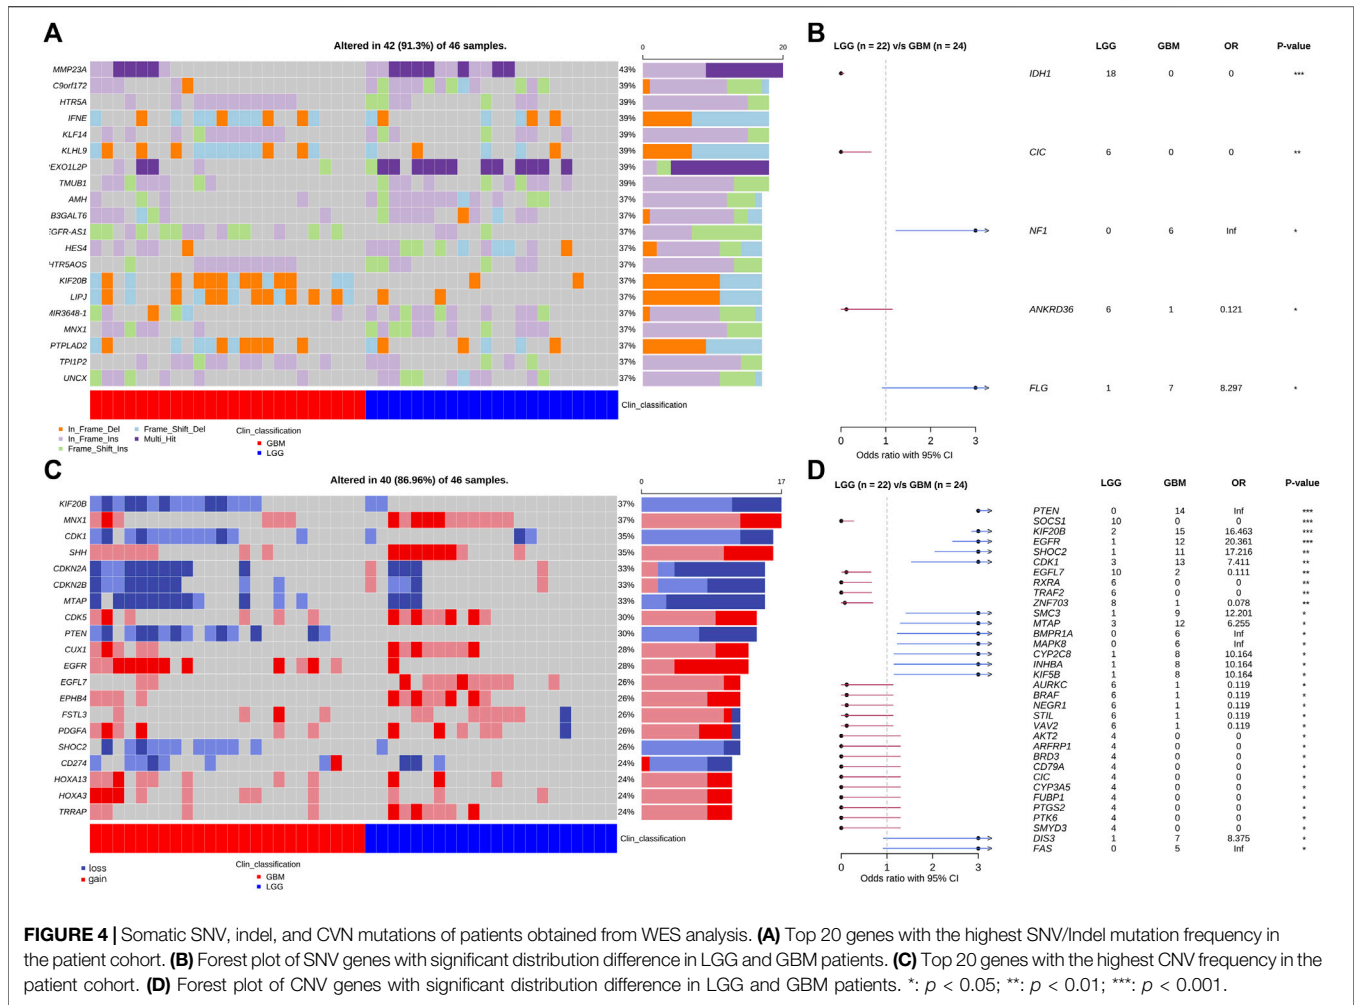 A
Altered in 42 (91.3%) of 46 samples.
0 20
MMP23A 43%
C9orf172 39%
HTR5A 39%
IFNE 39%
KLF14 39%
KLHL9 39%
EXO1L2P 39%
TMUB1 39%
AMH 37%
B3GALT6 37%
GFR-AS1 37%
HES4 37%
HTR5AOS 37%
KIF20B 37%
LIPJ 37%
MIR3648-1 37%
MNX1 37%
PTPLAD2 37%
TPI1P2 37%
UNCX 37%
Clin_classification
In_Frame_Del Frame_Shift_Del Clin_classification
In_Frame_Ins Multi_Hit GBM
Frame_Shift_Ins LGG
B
LGG (n = 22) v/s GBM (n = 24) LGG GBM OR P-value
IDH1 18 0 0 ***
CIC 6 0 0 **
NF1 0 6 Inf *
ANKRD36 6 1 0.121 *
FLG 1 7 8.297 *
0 1 2 3
Odds ratio with 95% CI
C
Altered in 40 (86.96%) of 46 samples.
0 17
KIF20B 37%
MNX1 37%
CDK1 35%
SHH 35%
CDKN2A 33%
CDKN2B 33%
MTAP 33%
CDK5 30%
PTEN 30%
CUX1 28%
EGFR 28%
EGFL7 26%
EPHB4 26%
FSTL3 26%
PDGFA 26%
SHOC2 26%
CD274 24%
HOXA13 24%
HOXA3 24%
TRRAP 24%
Clin_classification
loss Clin_classification
gain GBM
LGG
D
LGG (n = 22) v/s GBM (n = 24) LGG GBM OR P-value
PTEN 0 14 Inf ***
SOCS1 10 0 0 ***
KIF20B 2 15 16.463 ***
EGFR 1 12 20.361 ***
SHOC2 1 11 17.216 **
CDK1 3 13 7.411 **
EGFL7 10 2 0.111 **
RXRA 6 0 0 **
TRAF2 6 0 0 **
ZNF703 8 1 0.078 **
SMC3 1 9 12.201 *
MTAP 3 12 6.255 *
BMPR1A 0 6 Inf *
MAPK8 0 6 Inf *
CYP2C8 1 8 10.164 *
INHBA 1 8 10.164 *
KIF5B 1 8 10.164 *
AURKC 6 1 0.119 *
BRAF 6 1 0.119 *
NEGR1 6 1 0.119 *
STIL 6 1 0.119 *
VAV2 6 1 0.119 *
AKT2 4 0 0 *
ARFRP1 4 0 0 *
BRD3 4 0 0 *
CD79A 4 0 0 *
CIC 4 0 0 *
CYP3A5 4 0 0 *
FUBP1 4 0 0 *
PTGS2 4 0 0 *
PTK6 4 0 0 *
SMYD3 4 0 0 *
DIS3 1 7 8.375 *
FAS 0 5 Inf *
0 1 2 3
Odds ratio with 95% CI
FIGURE 4 | Somatic SNV, indel, and CVN mutations of patients obtained from WES analysis. (A) Top 20 genes with the highest SNV/Indel mutation frequency in
the patient cohort. (B) Forest plot of SNV genes with significant distribution difference in LGG and GBM patients. (C) Top 20 genes with the highest CNV frequency in the
patient cohort. (D) Forest plot of CNV genes with significant distribution difference in LGG and GBM patients. *: p < 0.05; **: p < 0.01; ***: p < 0.001.